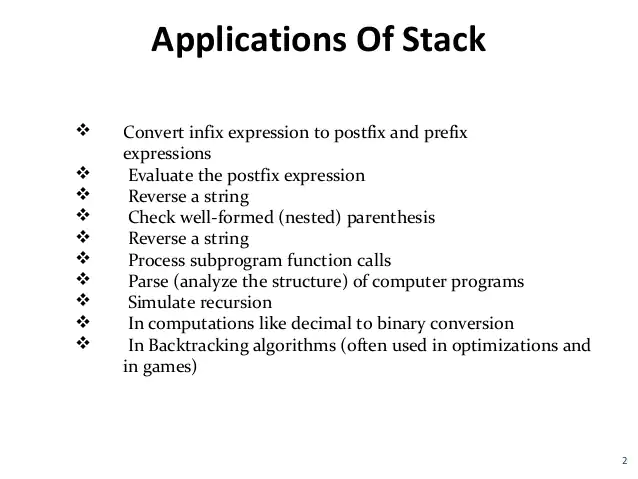 Applications Of Stack
❖ Convert infix expression to postfix and prefix
expressions
❖ Evaluate the postfix expression
❖ Reverse a string
❖ Check well-formed (nested) parenthesis
❖ Reverse a string
❖ Process subprogram function calls
❖ Parse (analyze the structure) of computer programs
❖ Simulate recursion
❖ In computations like decimal to binary conversion
❖ In Backtracking algorithms (often used in optimizations and
in games)
2